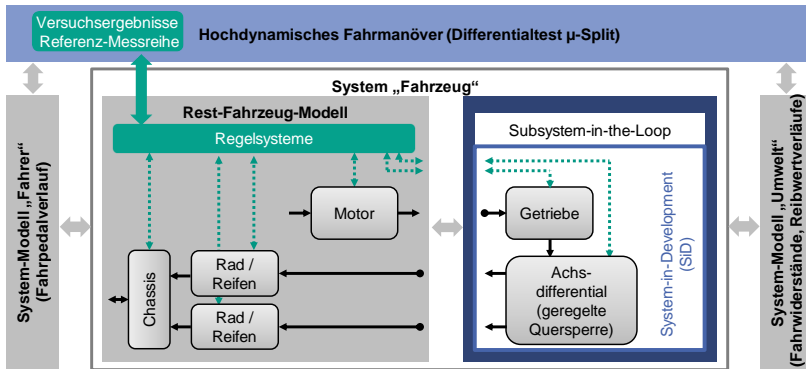 Versuchsergebnisse
Referenz-Messreihe
Hochdynamisches Fahrmanöver (Differentialtest µ-Split)
System „Fahrzeug“
System-Modell „Fahrer“
(Fahrpedalverlauf)
Rest-Fahrzeug-Modell
Regelsysteme
Motor
Chassis
Rad /
Reifen
Rad /
Reifen
Subsystem-in-the-Loop
Getriebe
Achs-
differential
(geregelte
Quersperre)
System-in-Development
(SiD)
System-Modell „Umwelt“
(Fahrwiderstände, Reibwertverläufe)